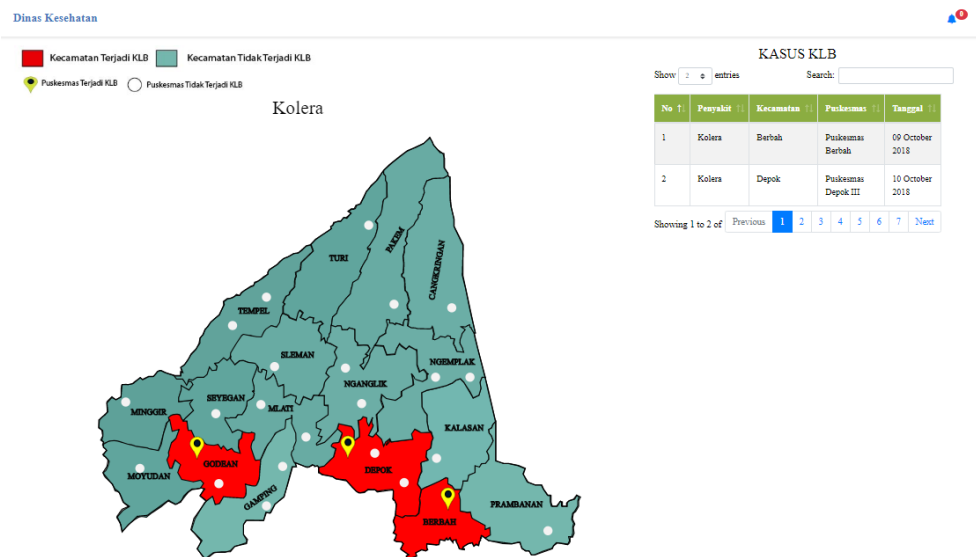 Dinas Kesehatan
0
Kecamatan Terjadi KLB
Kecamatan Tidak Terjadi KLB
Puskesmas Terjadi KLB
Puskesmas Tidak Terjadi KLB
Kolera
TURI
PAKEM
CANGKRINGAN
TEMPEL
SLEMAN
NGEMPLAK
NGANGLIK
SEYEGAN
MLATI
MINGGIR
KALASAN
GODEAN
DEPOK
MOYUDAN
GAMPING
PRAMBANAN
BERBAH
KASUS KLB
Show 2 entries Search:
No Penyakit Kecamatan Puskesmas Tanggal
1 Kolera Berbah Puskesmas Berbah 09 October 2018
2 Kolera Depok Puskesmas Depok III 10 October 2018
Showing 1 to 2 of Previous 1 2 3 4 5 6 7 Next